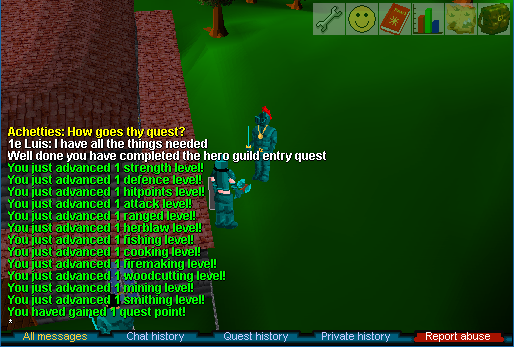 Achetties: How goes thy quest?
1e Luis: I have all the things needed
Well done you have completed the hero guild entry quest
You just advanced 1 strength level!
You just advanced 1 defence level!
You just advanced 1 hitpoints level!
You just advanced 1 attack level!
You just advanced 1 ranged level!
You just advanced 1 herblaw level!
You just advanced 1 fishing level!
You just advanced 1 cooking level!
You just advanced 1 firemaking level!
You just advanced 1 woodcutting level!
You just advanced 1 mining level!
You just advanced 1 smithing level!
You haved gained 1 quest point!
*
All messages Chat history Quest history Private history Report abuse